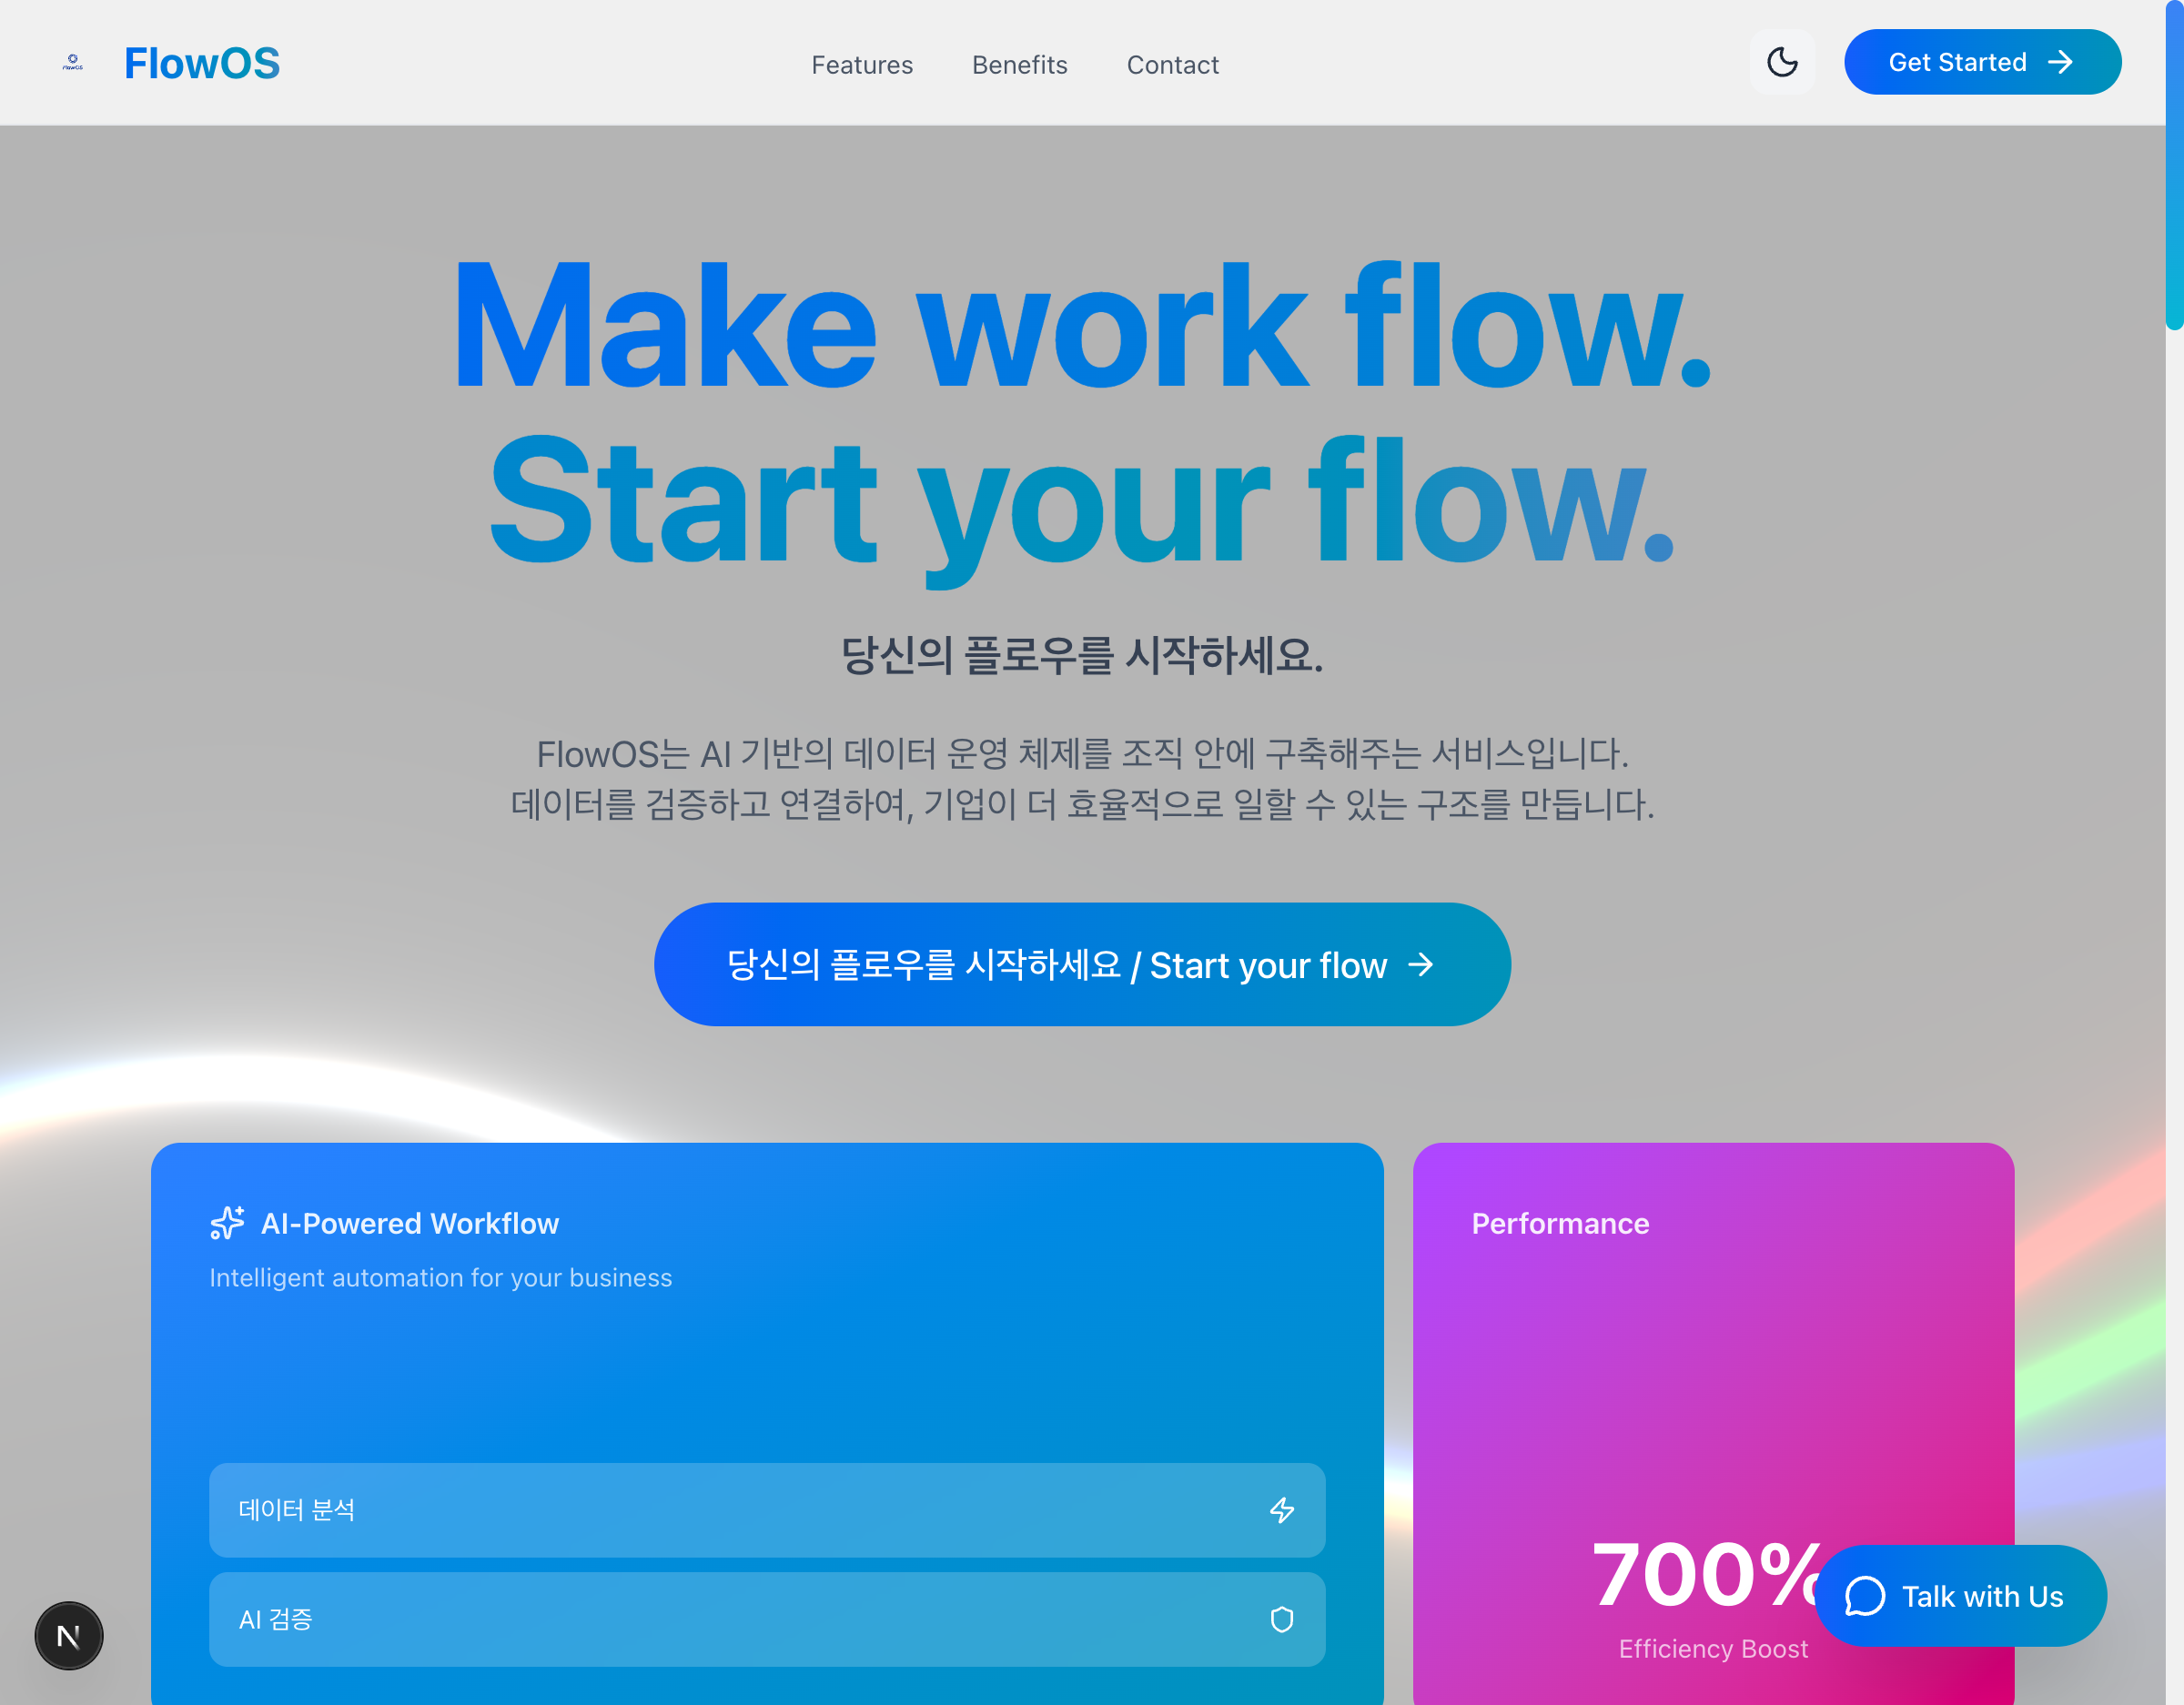 FlowOS
FlowOS
Features
Benefits
Contact
Get Started
Make work flow.
Start your flow.
당신의 플로우를 시작하세요.
FlowOS는 AI 기반의 데이터 운영 체제를 조직 안에 구축해주는 서비스입니다.
데이터를 검증하고 연결하여, 기업이 더 효율적으로 일할 수 있는 구조를 만듭니다.
당신의 플로우를 시작하세요 / Start your flow
AI-Powered Workflow
Intelligent automation for your business
데이터 분석
AI 검증
Performance
700%
Efficiency Boost
Talk with Us
N